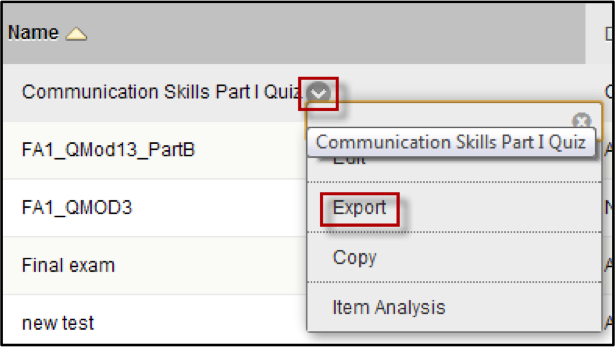 Name
Communication Skills Part I Quiz
Communication Skills Part I Quiz
Edit
FA1_QMod13_PartB
FA1_QMOD3
Export
Copy
Final exam
Item Analysis
new test